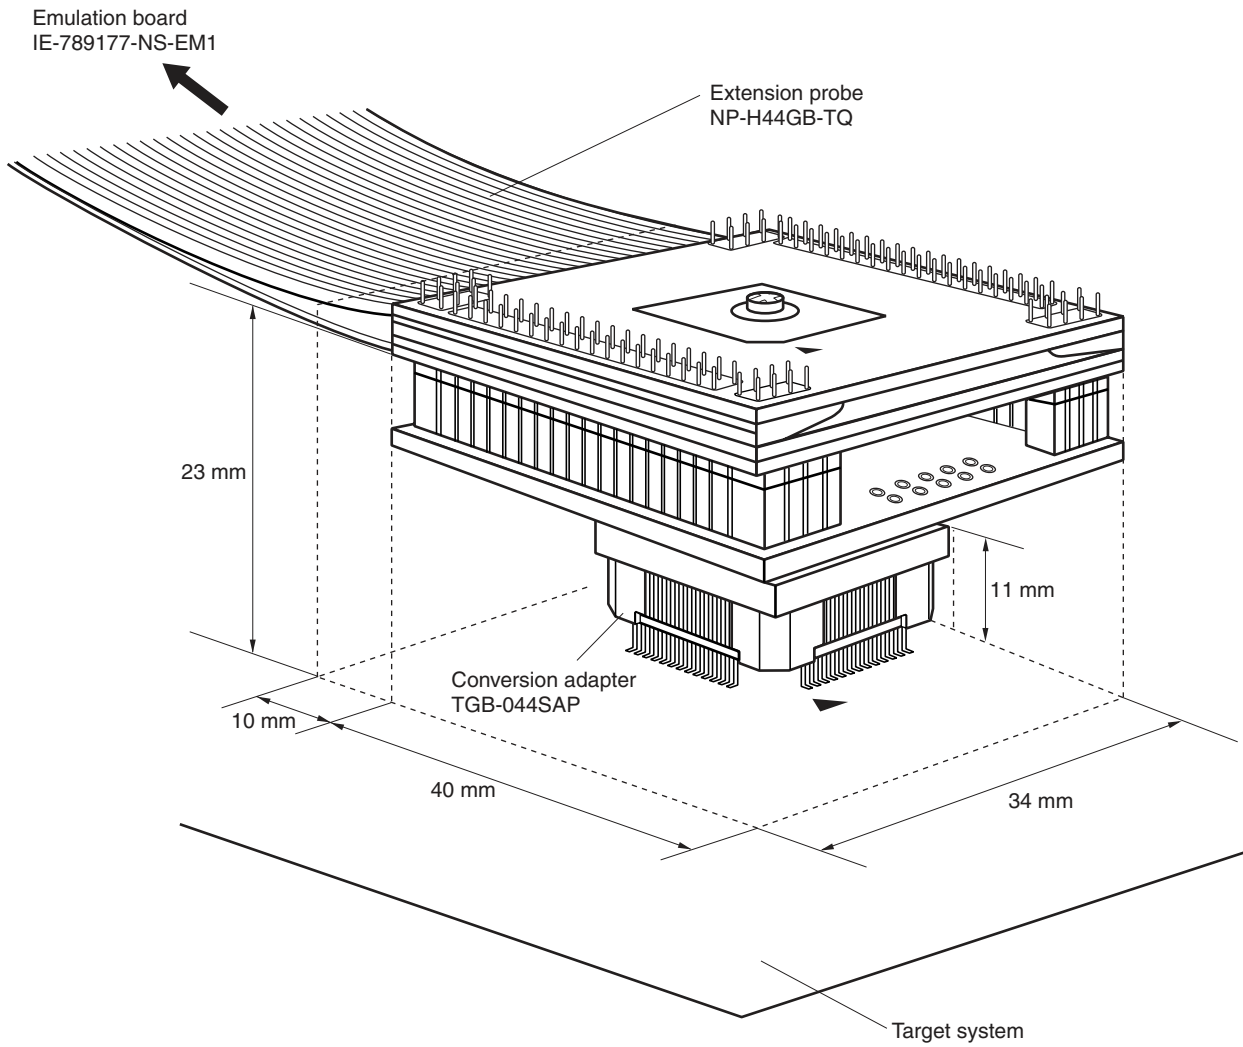 Emulation board
IE-789177-NS-EM1
Extension probe
NP-H44GB-TQ
23 mm
11 mm
Conversion adapter
TGB-044SAP
10 mm
40 mm
34 mm
Target system